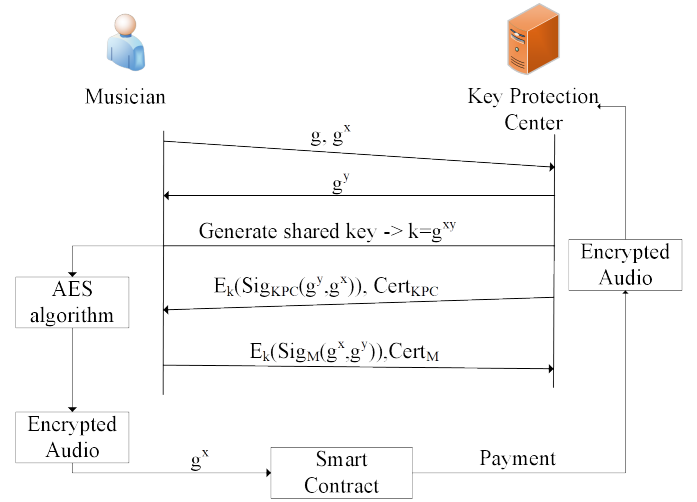 Musician
Key Protection
Center
g, g^x
g^y
Generate shared key -> k=g^xy
E_k(Sig_KPC(g^y,g^x)), Cert_KPC
E_k(Sig_M(g^x,g^y)),Cert_M
AES
algorithm
Encrypted
Audio
Encrypted
Audio
g^x
Smart
Contract
Payment